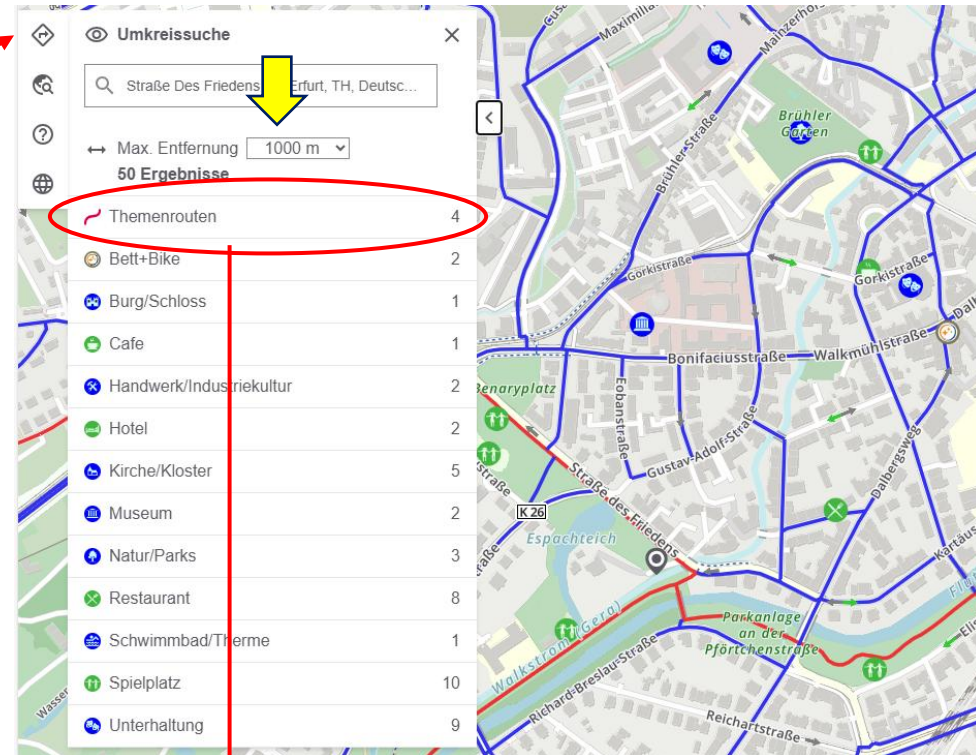 Umkreissuche
Straße Des Friedens Erfurt, TH, Deutsc...
Max. Entfernung 1000 m
50 Ergebnisse
Themenrouten 4
Bett+Bike 2
Burg/Schloss 1
Cafe 1
Handwerk/Industriekultur 2
Hotel 2
Kirche/Kloster 5
Museum 2
Natur/Parks 3
Restaurant 8
Schwimmbad/Therme 1
Spielplatz 10
Unterhaltung 9
Mainzerhofs
Brühler
Garten
Brühler Straße
Gorkistraße
Gorkistraße
Bonifaciusstraße
Walkmühlstraße
Benaryplatz
Eobanstraße
Gustav-Adolf-Straße
Dalbergsweg
Straße des Friedens
K 26
Espachteich
Kartäus
Parkanlage
an der
Pförtchenstraße
Walkstrom (Gera)
Richard-Breslau-Straße
Reichartstraße
Wasser